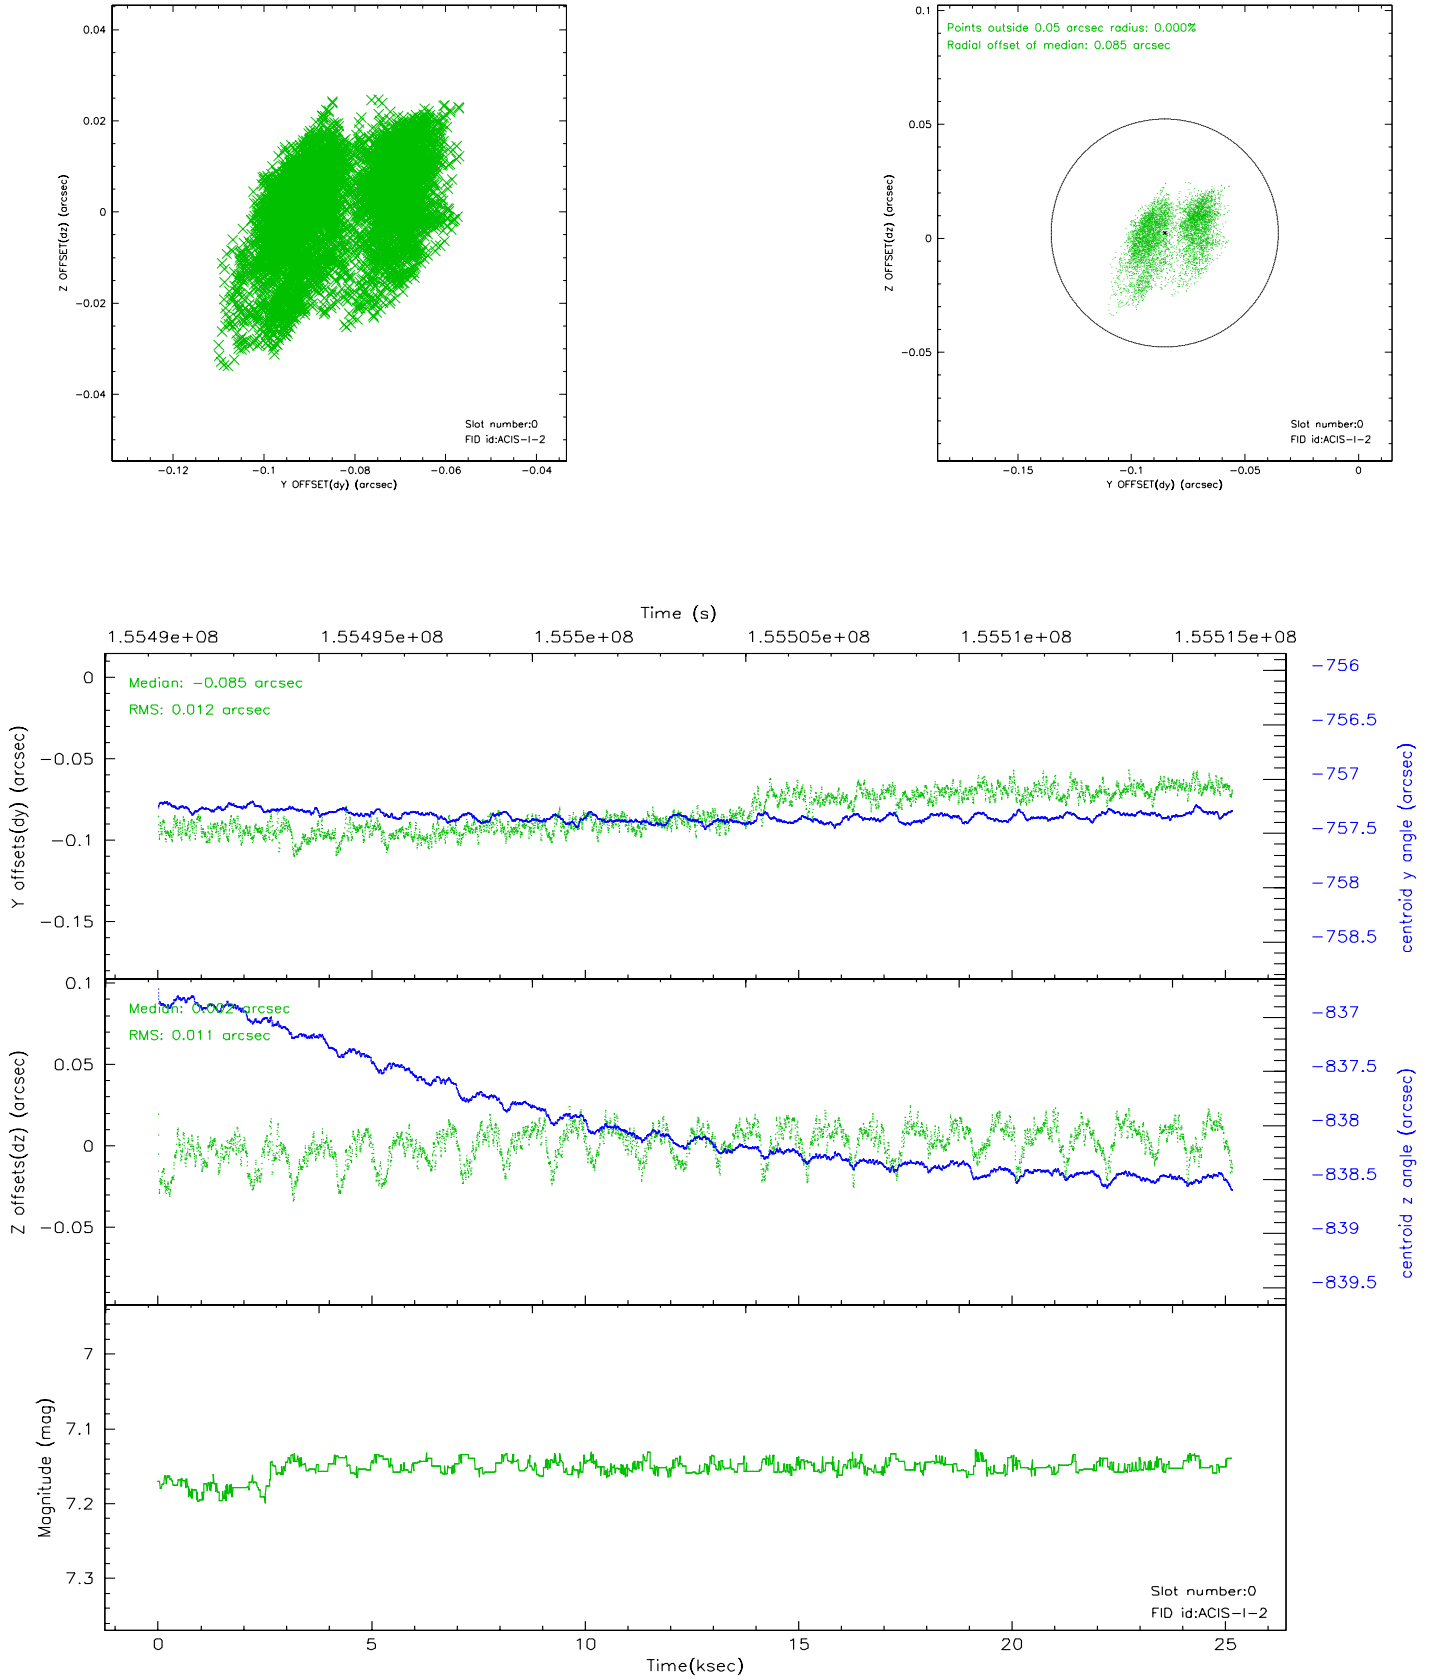 0.04
0.02
0
−0.02
−0.04
Z OFFSET(dz) (arcsec)
Slot number:0
FID id:ACIS−I−2
−0.12
−0.1
−0.08
−0.06
−0.04
Y OFFSET(dy) (arcsec)
0.1
0.05
0
−0.05
Z OFFSET(dz) (arcsec)
Points outside 0.05 arcsec radius: 0.000%
Radial offset of median: 0.085 arcsec
Slot number:0
FID id:ACIS−I−2
−0.15
−0.1
−0.05
0
Y OFFSET(dy) (arcsec)
Time (s)
1.5549e+08
1.55495e+08
1.555e+08
1.55505e+08
1.5551e+08
1.55515e+08
0
−0.05
−0.1
−0.15
Y offsets(dy) (arcsec)
Median: −0.085 arcsec
RMS: 0.012 arcsec
−756
−756.5
−757
−757.5
−758
−758.5
centroid y angle (arcsec)
0.1
0.05
0
−0.05
Z offsets(dz) (arcsec)
Median: 0.002 arcsec
RMS: 0.011 arcsec
−837
−837.5
−838
−838.5
−839
−839.5
centroid z angle (arcsec)
7
7.1
7.2
7.3
Magnitude (mag)
Slot number:0
FID id:ACIS−I−2
0
5
10
15
20
25
Time(ksec)